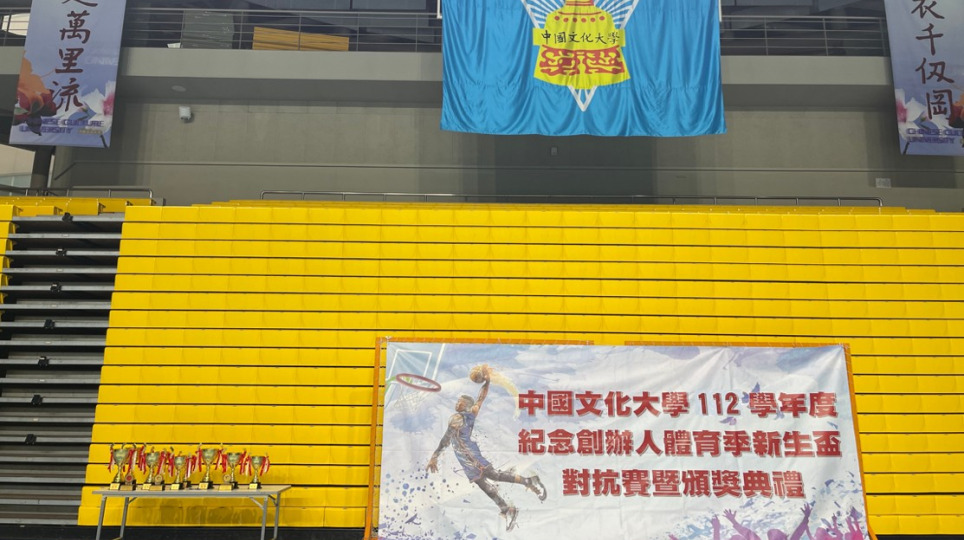 萬里流
CHINESE CULTURE
UNIVERSITY
中國文化大學
衣千仭岡
CHINESE CULTURE
UNIVERSITY
中國文化大學 112 學年度
紀念創辦人體育季新生盃
對抗賽暨頒獎典禮